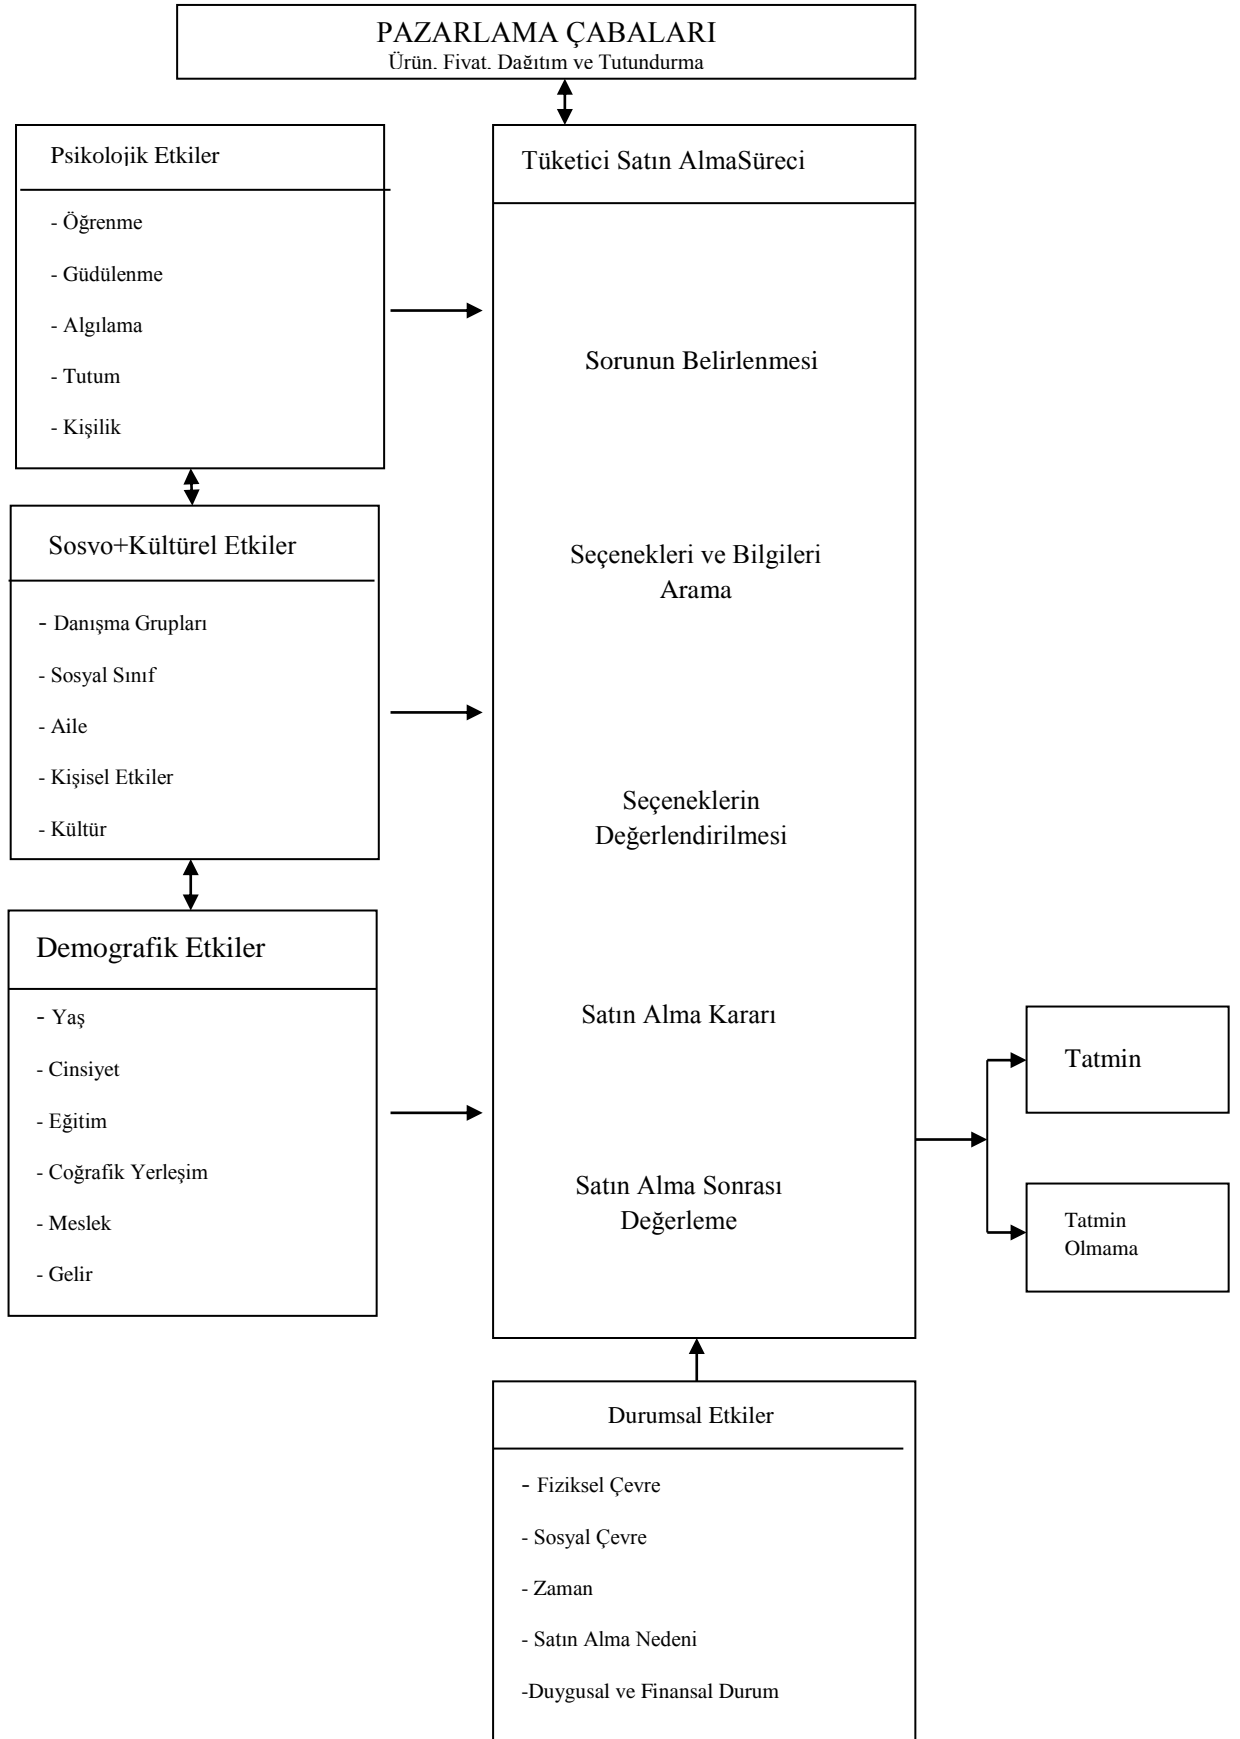 PAZARLAMA ÇABALARI
Ürün, Fiyat, Dağıtım ve Tutundurma
Psikolojik Etkiler
- Öğrenme
- Güdülenme
- Algılama
- Tutum
- Kişilik
Sosyo+Kültürel Etkiler
- Danışma Grupları
- Sosyal Sınıf
- Aile
- Kişisel Etkiler
- Kültür
Demografik Etkiler
- Yaş
- Cinsiyet
- Eğitim
- Coğrafik Yerleşim
- Meslek
- Gelir
Tüketici Satın AlmaSüreci
Sorunun Belirlenmesi
Seçenekleri ve Bilgileri
Arama
Seçeneklerin
Değerlendirilmesi
Satın Alma Kararı
Satın Alma Sonrası
Değerleme
Tatmin
Tatmin
Olmama
Durumsal Etkiler
- Fiziksel Çevre
- Sosyal Çevre
- Zaman
- Satın Alma Nedeni
-Duygusal ve Finansal Durum